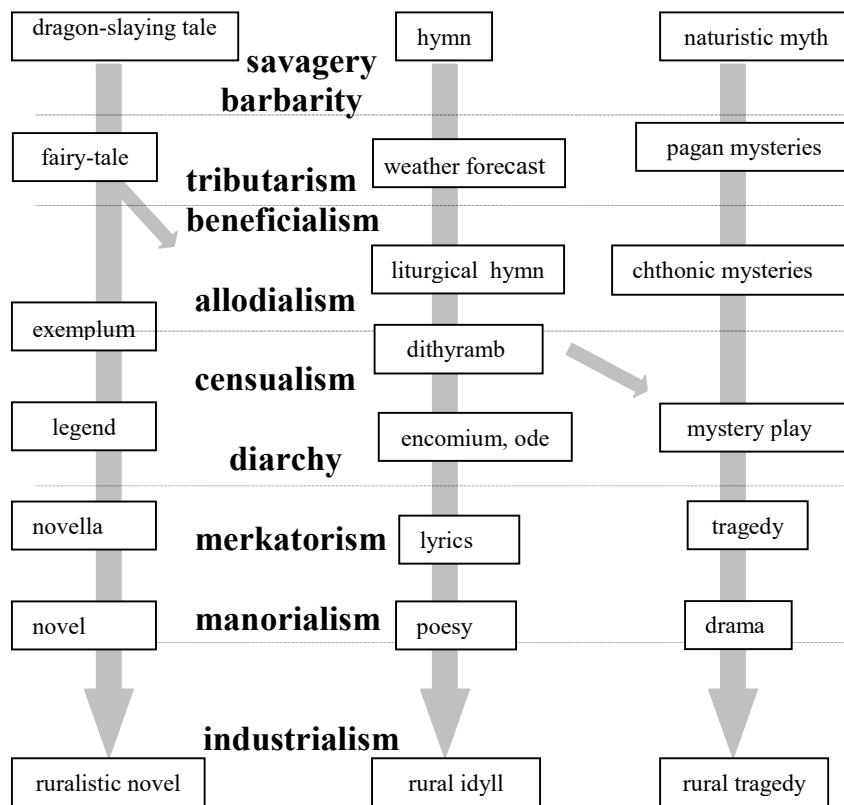 dragon-slaying tale
hymn
naturistic myth
savagery
barbarity
fairy-tale
weather forecast
pagan mysteries
tributarism
beneficialism
liturgical hymn
chthonic mysteries
allodialism
exemplum
dithyramb
censualism
legend
encomium, ode
mystery play
diarchy
novella
merkatorism
lyrics
tragedy
novel
manorialism
poesy
drama
industrialism
ruralistic novel
rural idyll
rural tragedy